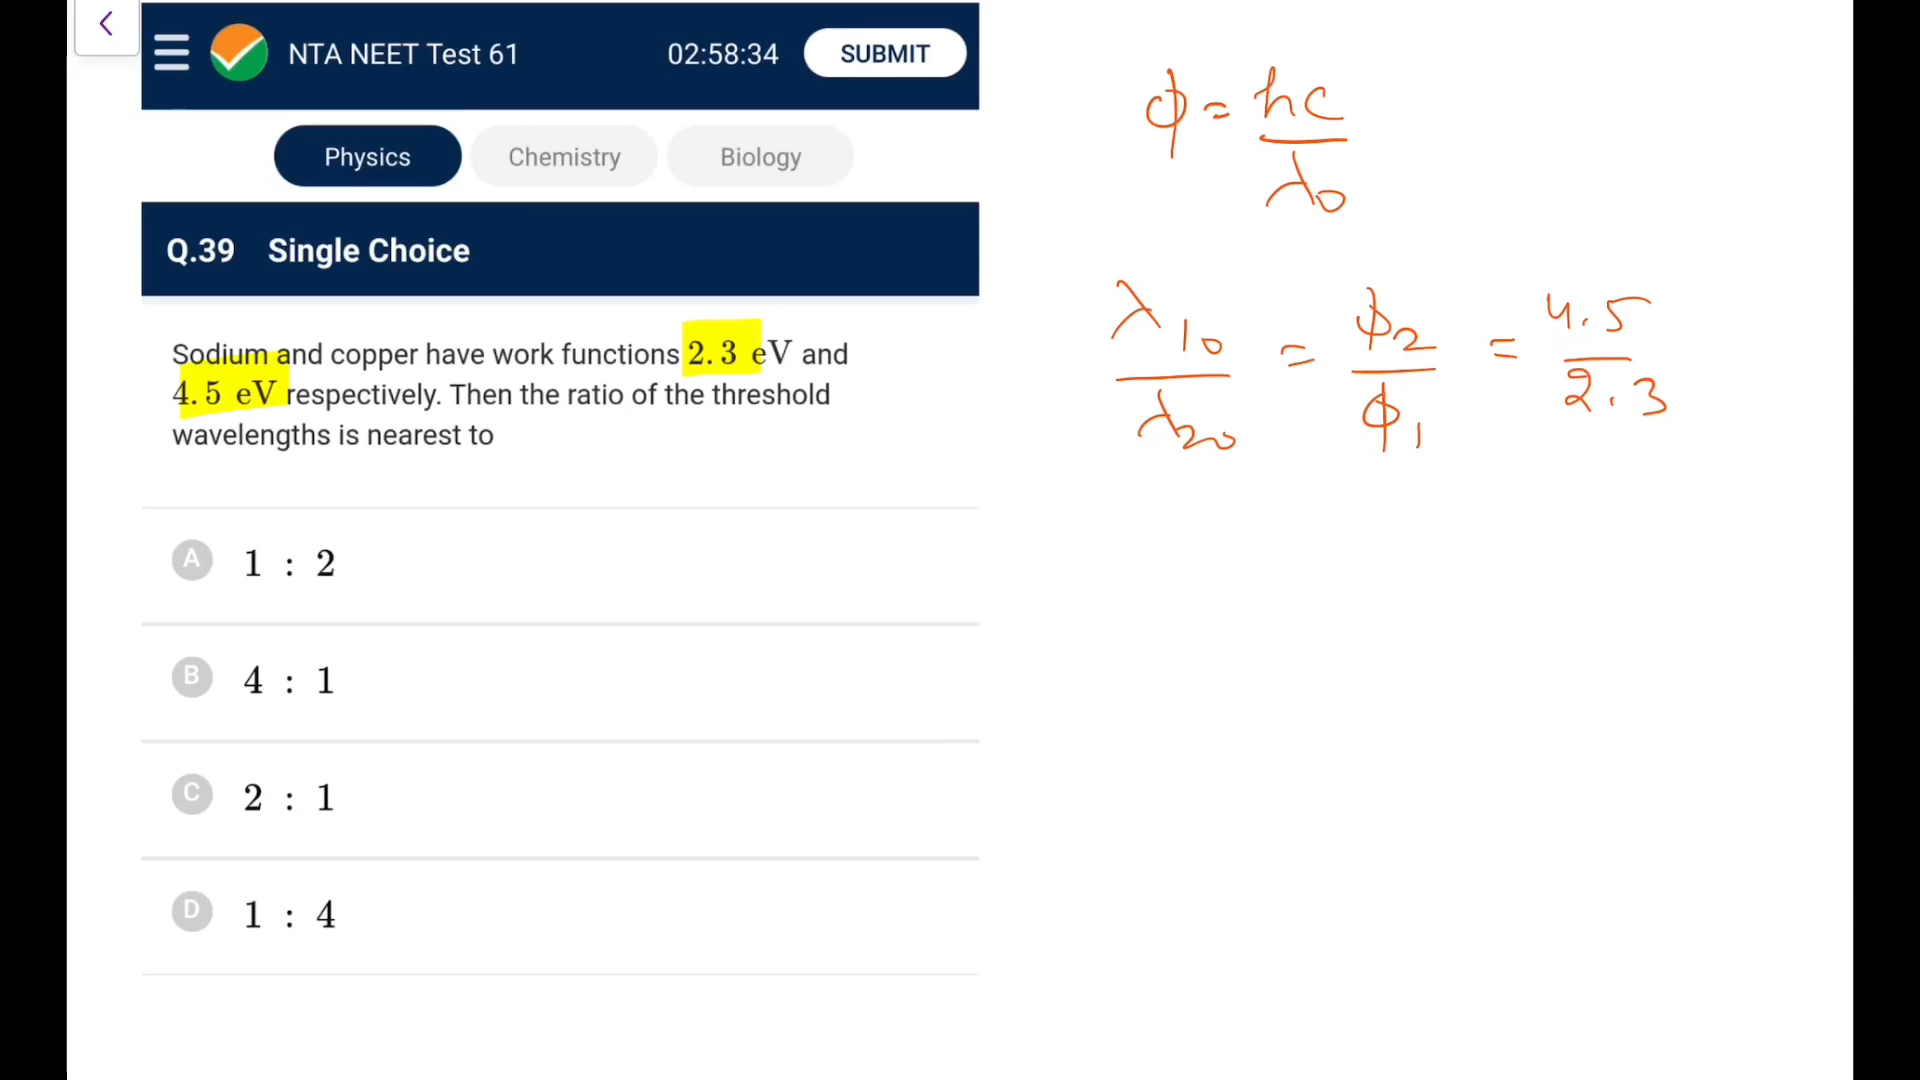 NTA NEET Test 61 02:58:34 SUBMIT
Physics Chemistry Biology
Q.39 Single Choice
Sodium and copper have work functions 2.3 eV and
4.5 eV respectively. Then the ratio of the threshold
wavelengths is nearest to
A 1 : 2
B 4 : 1
C 2 : 1
D 1 : 4
ϕ = hc / λ₀
λ₁₀ / λ₂₀ = ϕ₂ / ϕ₁ = 4.5 / 2.3